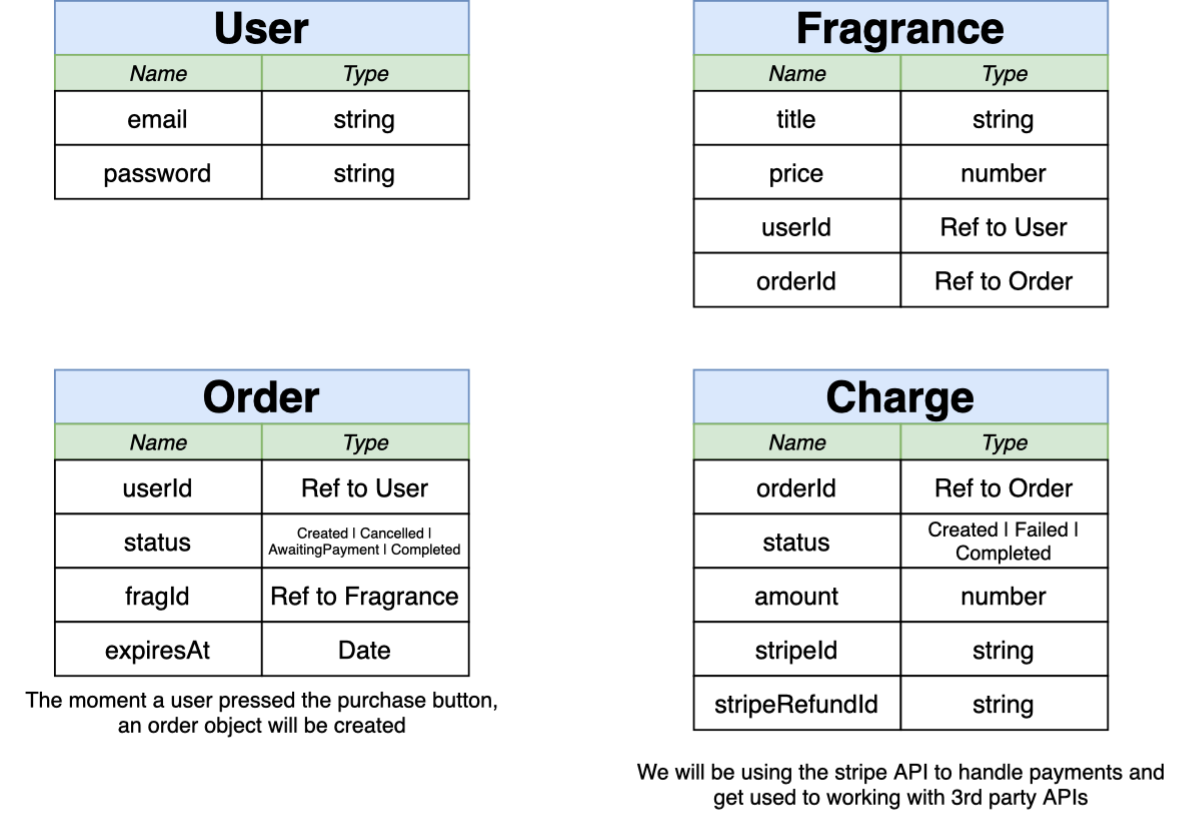 User
Name Type
email string
password string
Fragrance
Name Type
title string
price number
userId Ref to User
orderId Ref to Order
Order
Name Type
userId Ref to User
status Created | Cancelled |
AwaitingPayment | Completed
fragId Ref to Fragrance
expiresAt Date
The moment a user pressed the purchase button,
an order object will be created
Charge
Name Type
orderId Ref to Order
status Created | Failed |
Completed
amount number
stripeId string
stripeRefundId string
We will be using the stripe API to handle payments and
get used to working with 3rd party APIs